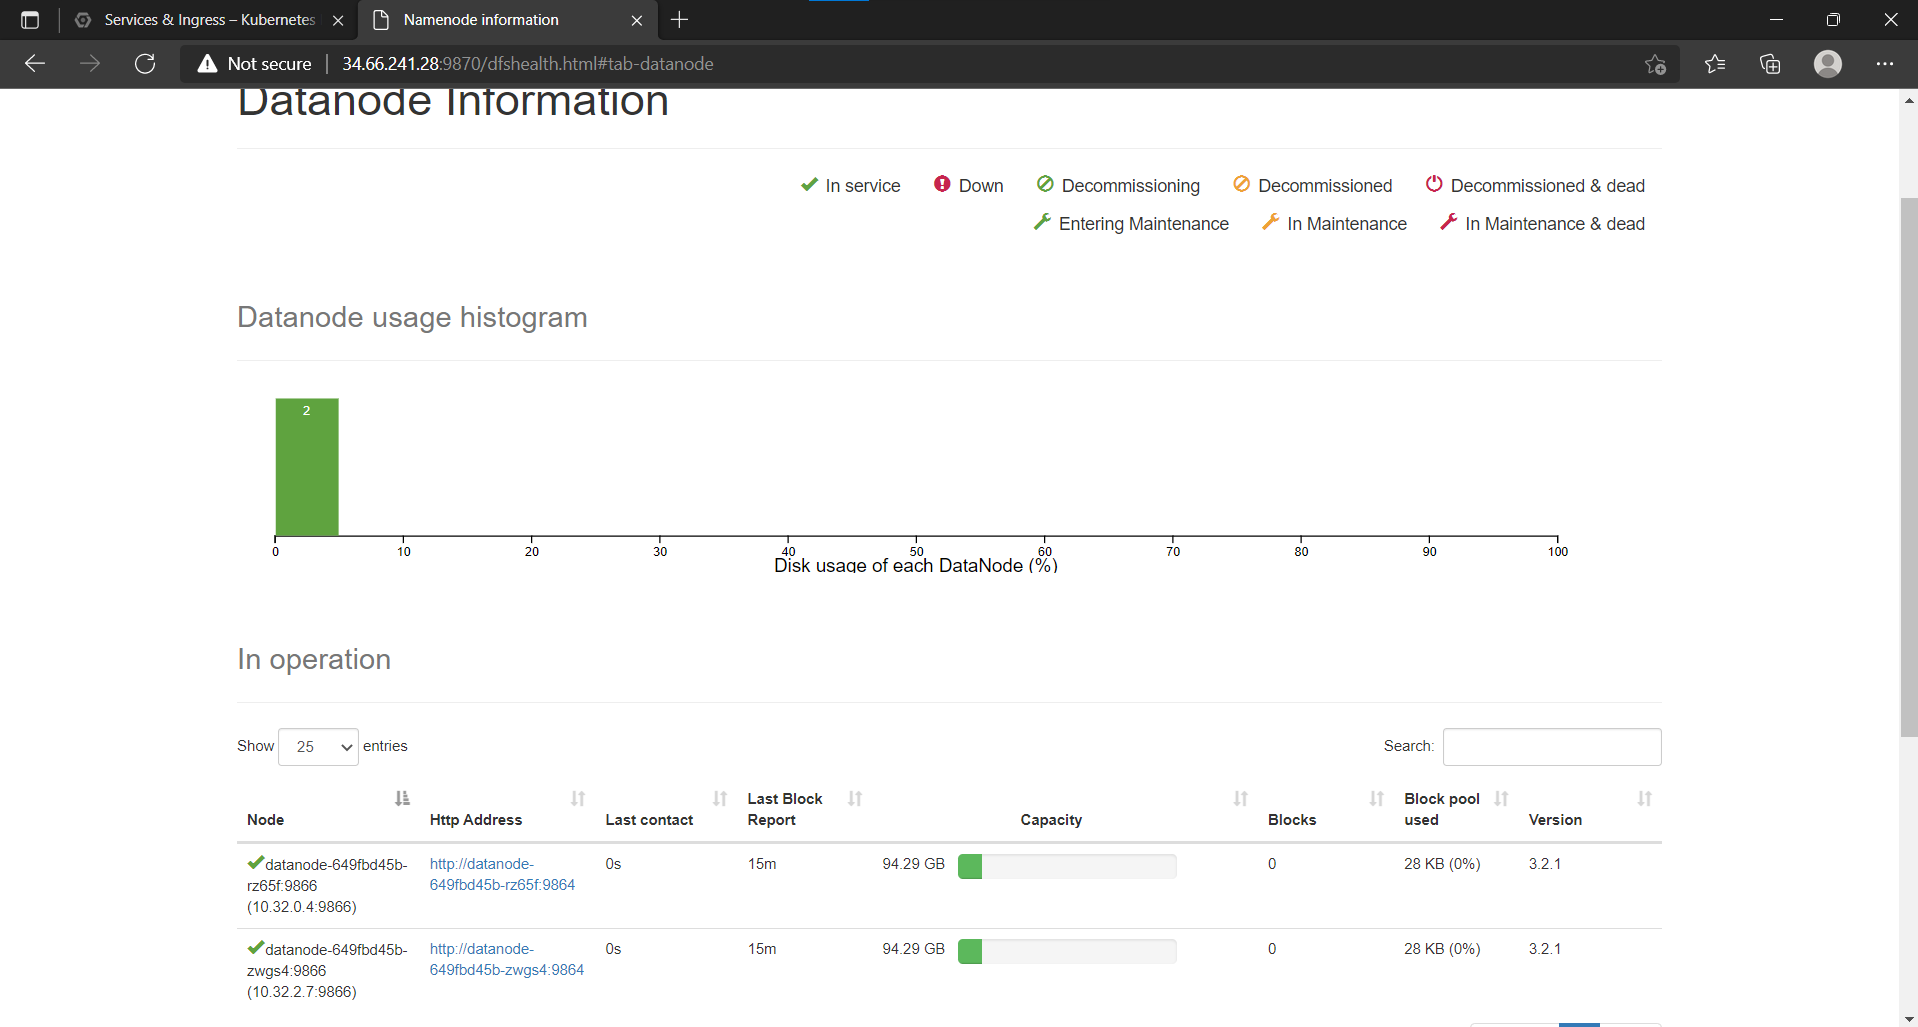 Services & Ingress – Kubernetes
Namenode information
Not secure
34.66.241.28:9870/dfshealth.html#tab-datanode
Datanode Information
In service
Down
Decommissioning
Decommissioned
Decommissioned & dead
Entering Maintenance
In Maintenance
In Maintenance & dead
Datanode usage histogram
2
0 10 20 30 40 50 60 70 80 90 100
Disk usage of each DataNode (%)
In operation
Show 25 entries
Search:
Node
Http Address
Last contact
Last Block
Report
Capacity
Blocks
Block pool
used
Version
datanode-649fbd45b-
rz65f:9866
(10.32.0.4:9866)
http://datanode-
649fbd45b-rz65f:9864
0s
15m
94.29 GB
0
28 KB (0%)
3.2.1
datanode-649fbd45b-
zwgs4:9866
(10.32.2.7:9866)
http://datanode-
649fbd45b-zwgs4:9864
0s
15m
94.29 GB
0
28 KB (0%)
3.2.1